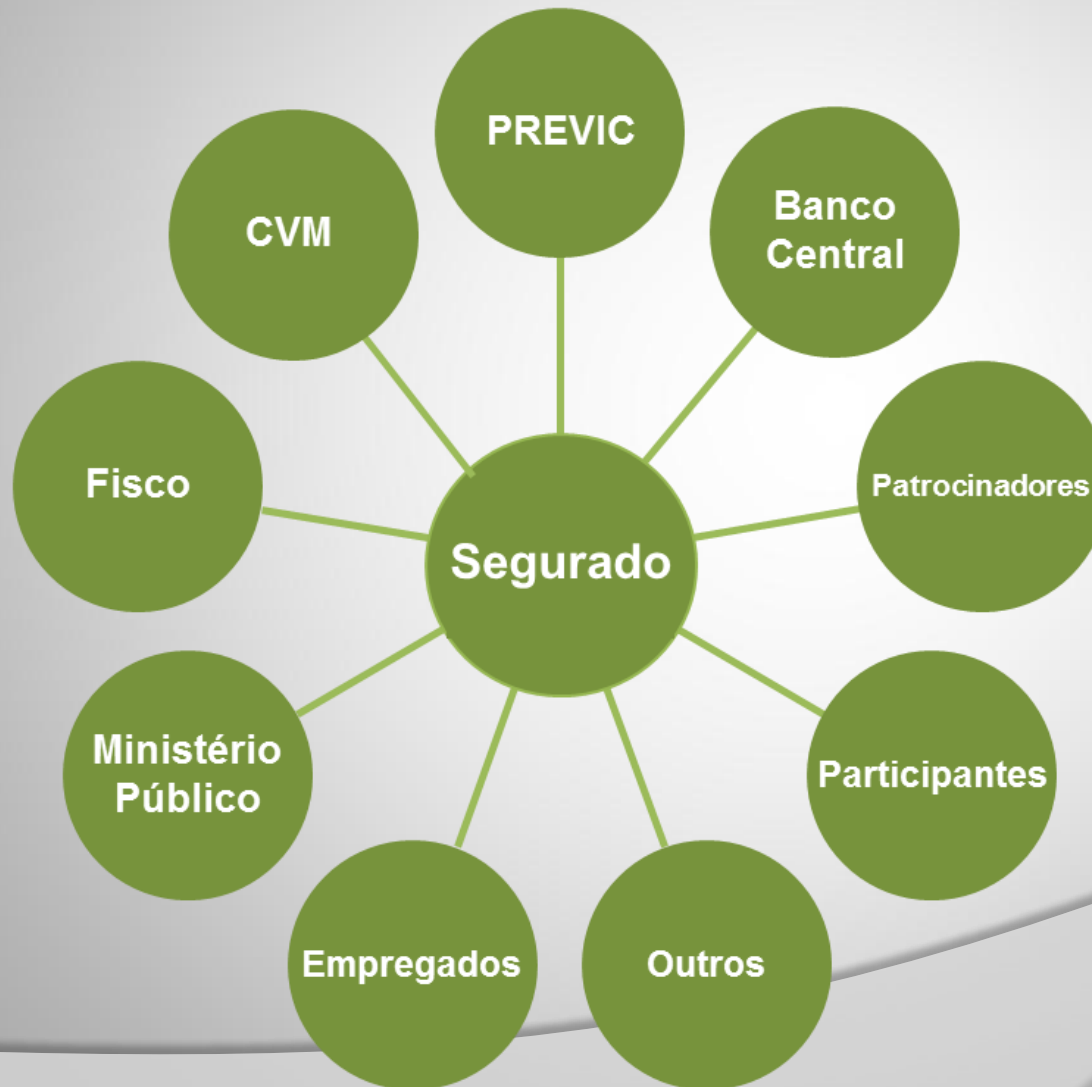 PREVIC
Banco
Central
CVM
Patrocinadores
Fisco
Segurado
Ministério
Público
Participantes
Empregados
Outros